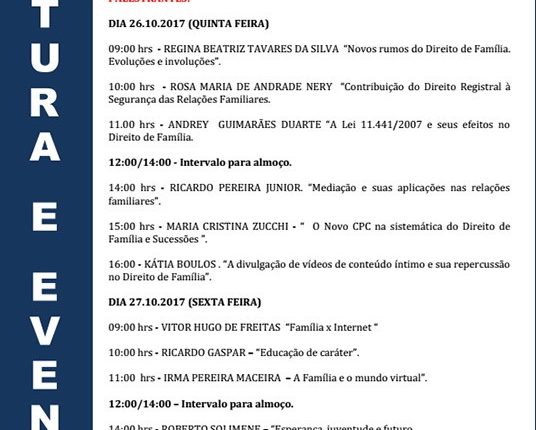 T
U
R
A
E
E
V
E
N
PALESTRANTES:
DIA 26.10.2017 (QUINTA FEIRA)
09:00 hrs - REGINA BEATRIZ TAVARES DA SILVA “Novos rumos do Direito de Família.
Evoluções e involuções”.
10:00 hrs - ROSA MARIA DE ANDRADE NERY “Contribuição do Direito Registral à
Segurança das Relações Familiares.
11.00 hrs - ANDREY GUIMARÃES DUARTE “A Lei 11.441/2007 e seus efeitos no
Direito de Família.
12:00/14:00 - Intervalo para almoço.
14:00 hrs - RICARDO PEREIRA JUNIOR. “Mediação e suas aplicações nas relações
familiares”.
15:00 hrs - MARIA CRISTINA ZUCCHI - “ O Novo CPC na sistemática do Direito de
Família e Sucessões ”.
16:00 - KÁTIA BOULOS . “A divulgação de vídeos de conteúdo íntimo e sua repercussão
no Direito de Família”.
DIA 27.10.2017 (SEXTA FEIRA)
09:00 hrs - VITOR HUGO DE FREITAS “Família x Internet “
10:00 hrs - RICARDO GASPAR – “Educação de caráter”.
11:00 hrs - IRMA PEREIRA MACEIRA – A Família e o mundo virtual”.
12:00/14:00 – Intervalo para almoço.
14:00 hrs - ROBERTO SOLIMENE – “Esperança, juventude e futuro